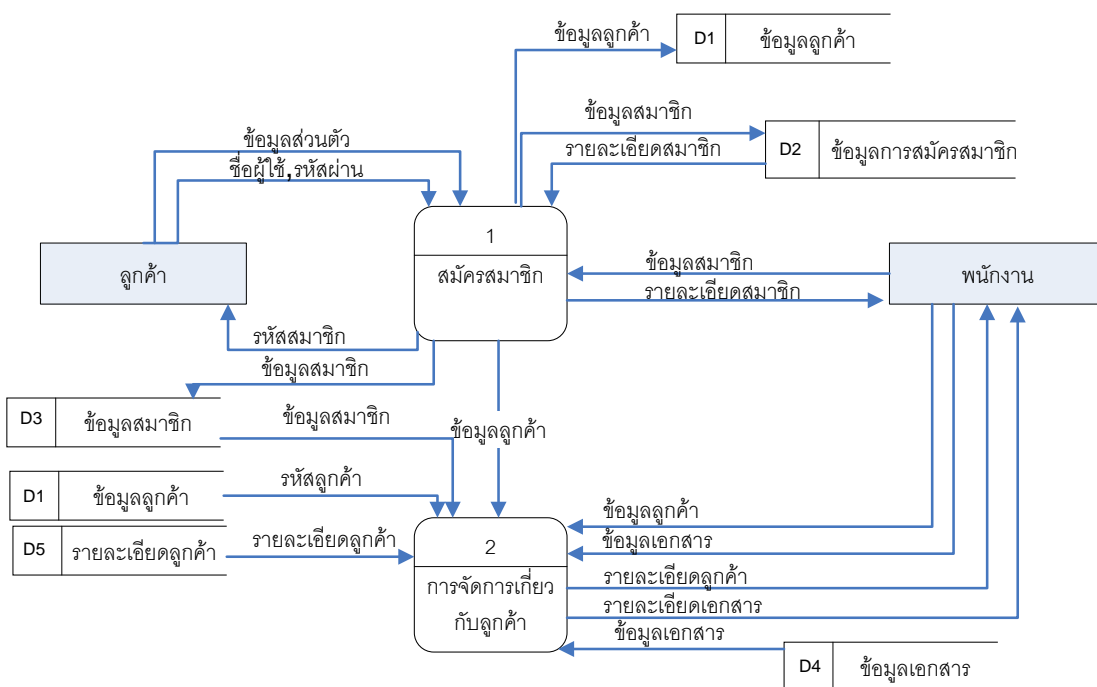 ข้อมูลลูกค้า
D1 ข้อมูลลูกค้า
ข้อมูลสมาชิก
รายละเอียดสมาชิก
D2 ข้อมูลการสมัครสมาชิก
ข้อมูลส่วนตัว
ชื่อผู้ใช้,รหัสผ่าน
1
สมัครสมาชิก
ลูกค้า
ข้อมูลสมาชิก
รายละเอียดสมาชิก
พนักงาน
รหัสสมาชิก
ข้อมูลสมาชิก
D3 ข้อมูลสมาชิก
ข้อมูลสมาชิก
ข้อมูลลูกค้า
D1 ข้อมูลลูกค้า
รหัสลูกค้า
D5 รายละเอียดลูกค้า
รายละเอียดลูกค้า
2
การจัดการเกี่ยว
กับลูกค้า
ข้อมูลลูกค้า
ข้อมูลเอกสาร
รายละเอียดลูกค้า
รายละเอียดเอกสาร
ข้อมูลเอกสาร
D4 ข้อมูลเอกสาร